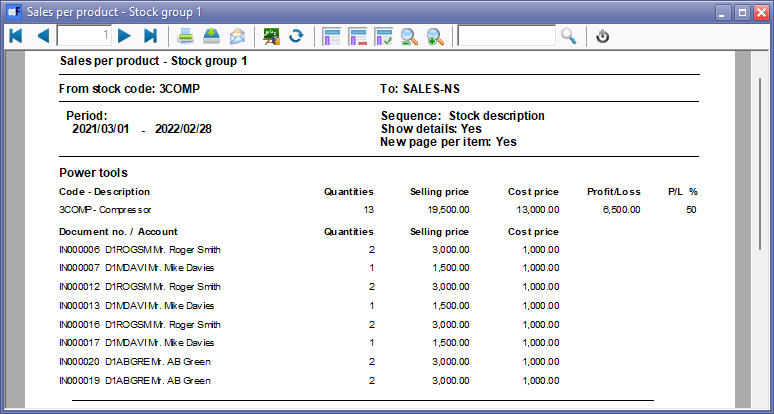 Sales per product - Stock group 1
1
Sales per product - Stock group 1
From stock code: 3COMP To: SALES-NS
Period: Sequence: Stock description
2021/03/01 - 2022/02/28 Show details: Yes
New page per item: Yes
Power tools
Code - Description Quantities Selling price Cost price Profit/Loss P/L %
3COMP - Compressor 13 19,500.00 13,000.00 6,500.00 50
Document no. / Account Quantities Selling price Cost price
IN000006 D1ROGSM Mr. Roger Smith 2 3,000.00 1,000.00
IN000007 D1MDAVI Mr. Mike Davies 1 1,500.00 1,000.00
IN000012 D1ROGSM Mr. Roger Smith 2 3,000.00 1,000.00
IN000013 D1MDAVI Mr. Mike Davies 1 1,500.00 1,000.00
IN000016 D1ROGSM Mr. Roger Smith 2 3,000.00 1,000.00
IN000017 D1MDAVI Mr. Mike Davies 1 1,500.00 1,000.00
IN000020 D1ABGRE Mr. AB Green 2 3,000.00 1,000.00
IN000019 D1ABGRE Mr. AB Green 2 3,000.00 1,000.00